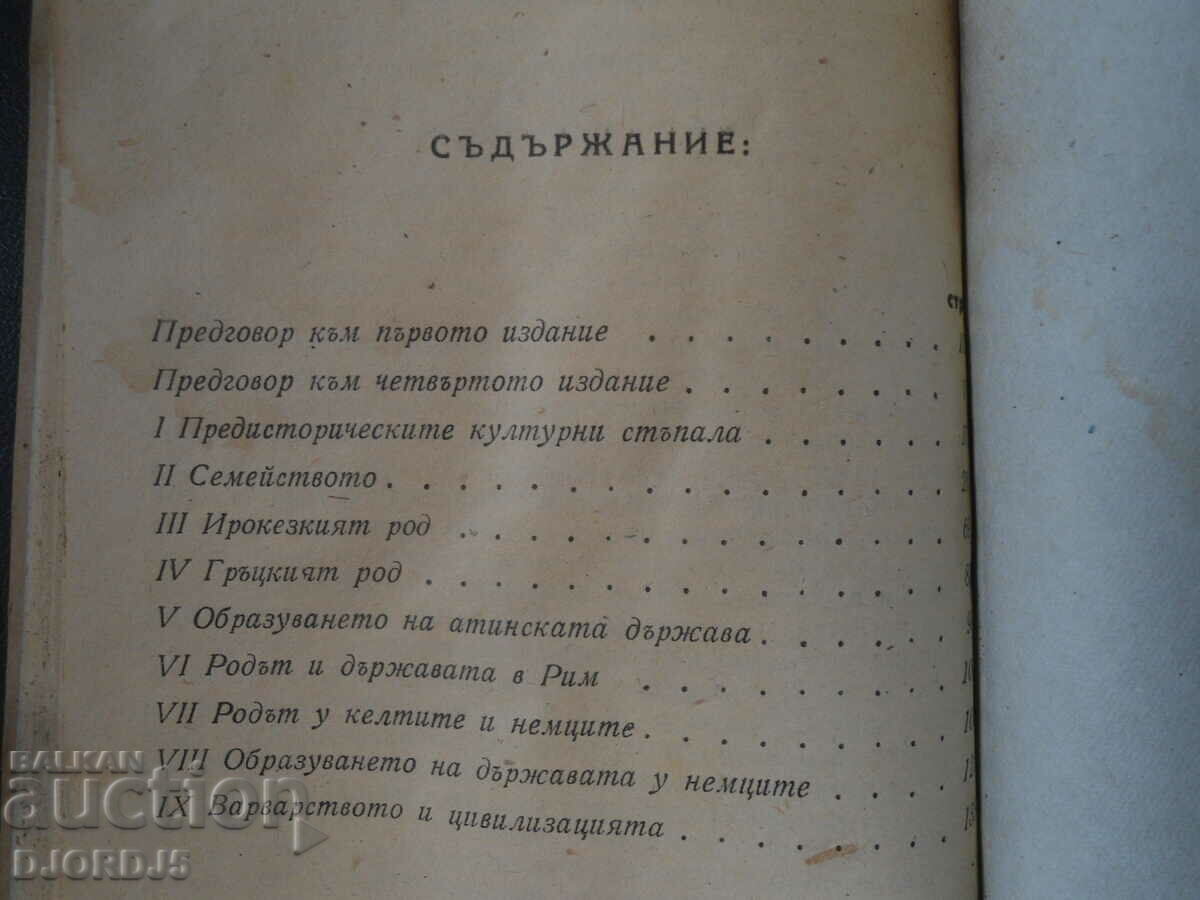 СЪДЪРЖАНИЕ:
Предговор към първото издание
Предговор към четвъртото издание
I Предисторическите културни стъпала
II Семейството
III Ирокезкият род
IV Гръцкият род
V Образуването на атинската държава
VI Родът и държавата в Рим
VII Родът у келтите и немците
VIII Образуването на държавата у немците
IX Варварството и цивилизацията
BALKAN
auction
DJORDJ5